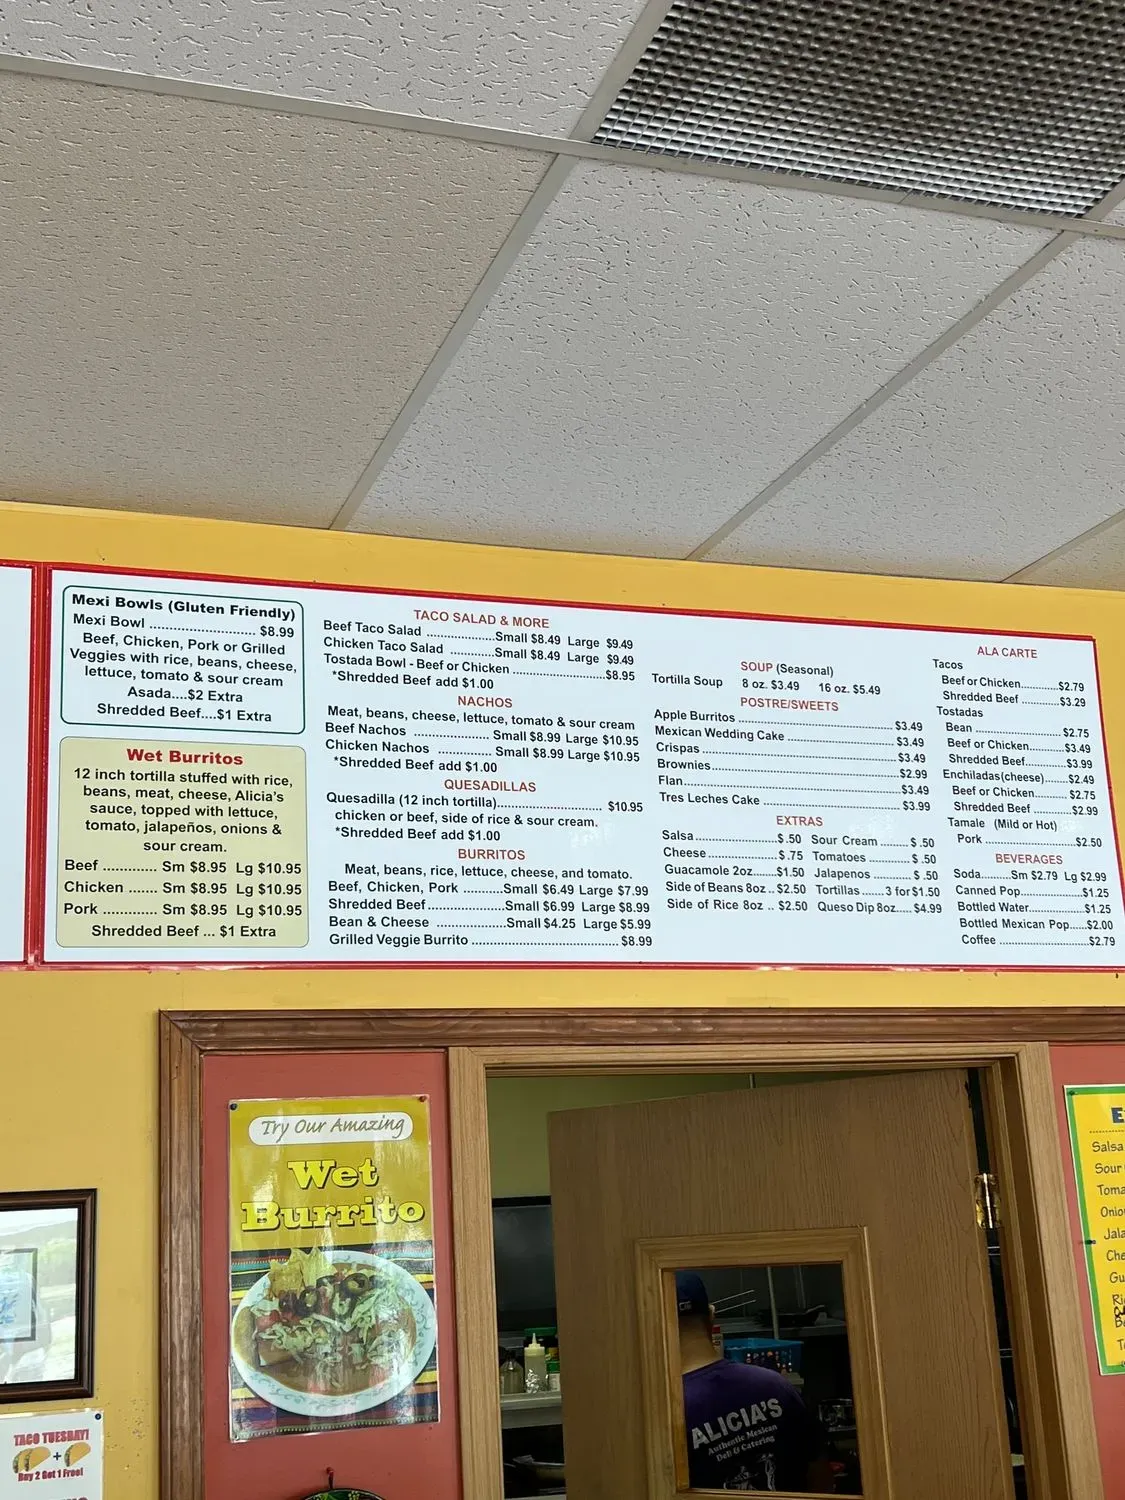 Mexi Bowls (Gluten Friendly)
Mexi Bowl ........................... $8.99
Beef, Chicken, Pork or Grilled
Veggies with rice, beans, cheese,
lettuce, tomato & sour cream
Asada....$2 Extra
Shredded Beef....$1 Extra
Wet Burritos
12 inch tortilla stuffed with rice,
beans, meat, cheese, Alicia's
sauce, topped with lettuce,
tomato, jalapeños, onions &
sour cream.
Beef ............ Sm $8.95 Lg $10.95
Chicken ....... Sm $8.95 Lg $10.95
Pork ............. Sm $8.95 Lg $10.95
Shredded Beef ... $1 Extra
TACO SALAD & MORE
Beef Taco Salad ..................Small $8.49 Large $9.49
Chicken Taco Salad ............Small $8.49 Large $9.49
Tostada Bowl - Beef or Chicken ................................$8.95
*Shredded Beef add $1.00
NACHOS
Meat, beans, cheese, lettuce, tomato & sour cream
Beef Nachos .................... Small $8.99 Large $10.95
Chicken Nachos .............. Small $8.99 Large $10.95
*Shredded Beef add $1.00
QUESADILLAS
Quesadilla (12 inch tortilla)........................... $10.95
chicken or beef, side of rice & sour cream.
*Shredded Beef add $1.00
BURRITOS
Meat, beans, rice, lettuce, cheese, and tomato.
Beef, Chicken, Pork ..........Small $6.49 Large $7.99
Shredded Beef...................Small $6.99 Large $8.99
Bean & Cheese ..................Small $4.25 Large $5.99
Grilled Veggie Burrito ..................................... $8.99
SOUP (Seasonal)
Tortilla Soup 8 oz. $3.49 16 oz. $5.49
POSTRE/SWEETS
Apple Burritos ........................................ $3.49
Mexican Wedding Cake ............................ $3.49
Crispas .................................................. $3.49
Brownies................................................ $2.99
Flan........................................................$3.49
Tres Leches Cake ................................... $3.99
EXTRAS
Salsa.....................$ .50 Sour Cream ....... $ .50
Cheese..................$ .75 Tomatoes ........... $ .50
Guacamole 2oz......$1.50 Jalapenos .......... $ .50
Side of Beans 8oz .. $2.50 Tortillas ..... 3 for $1.50
Side of Rice 8oz .. $2.50 Queso Dip 8oz..... $4.99
ALA CARTE
Tacos
Beef or Chicken............$2.79
Shredded Beef ............$3.29
Tostadas
Bean ............................ $2.75
Beef or Chicken............$3.49
Shredded Beef.............$3.99
Enchiladas(cheese).......$2.49
Beef or Chicken........... $2.75
Shredded Beef .............$2.99
Tamale (Mild or Hot)
Pork .............................$2.50
BEVERAGES
Soda......Sm $2.79 Lg $2.99
Canned Pop..................$1.25
Bottled Water................$1.25
Bottled Mexican Pop.....$2.00
Coffee ...........................$2.79
Try Our Amazing
Wet
Burrito
ALICIA'S
Authentic Mexican
Deli & Catering
TACO TUESDAY!
+
Buy 2 Get 1 Free!
Salsa
Sour